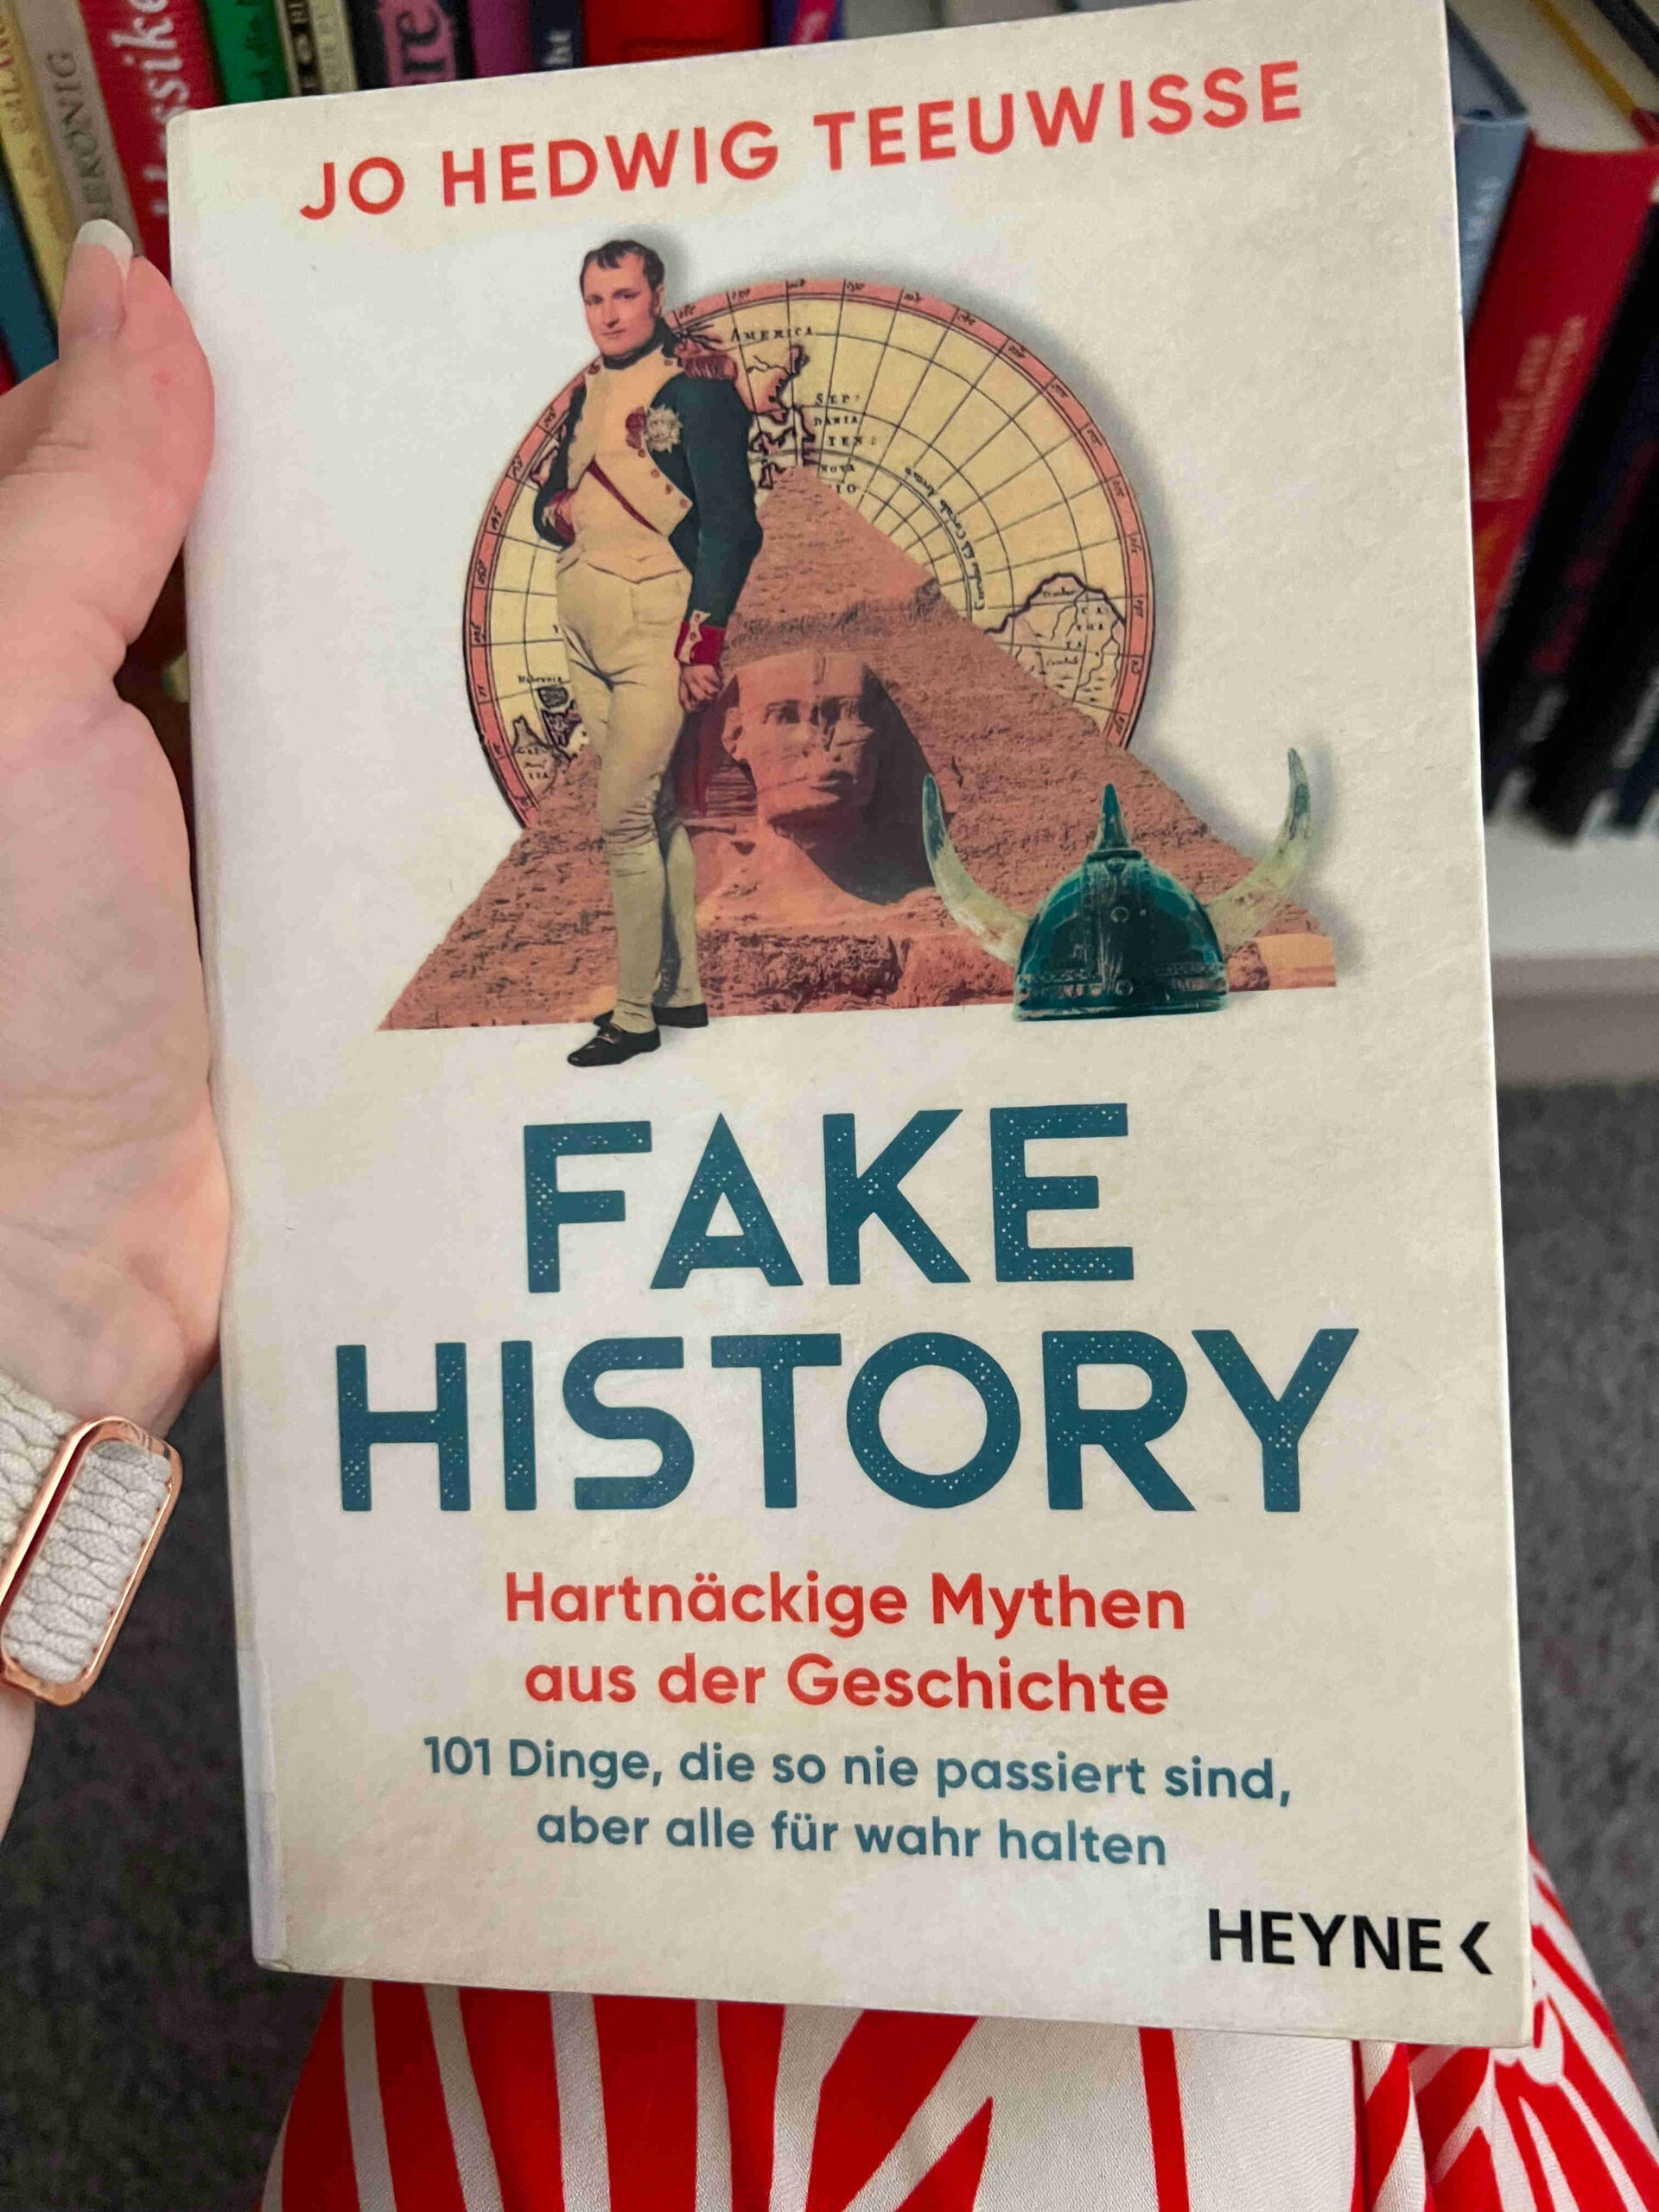 JO HEDWIG TEEUWISSE
AMERICA
FAKE
HISTORY
Hartnäckige Mythen
aus der Geschichte
101 Dinge, die so nie passiert sind,
aber alle für wahr halten
HEYNE